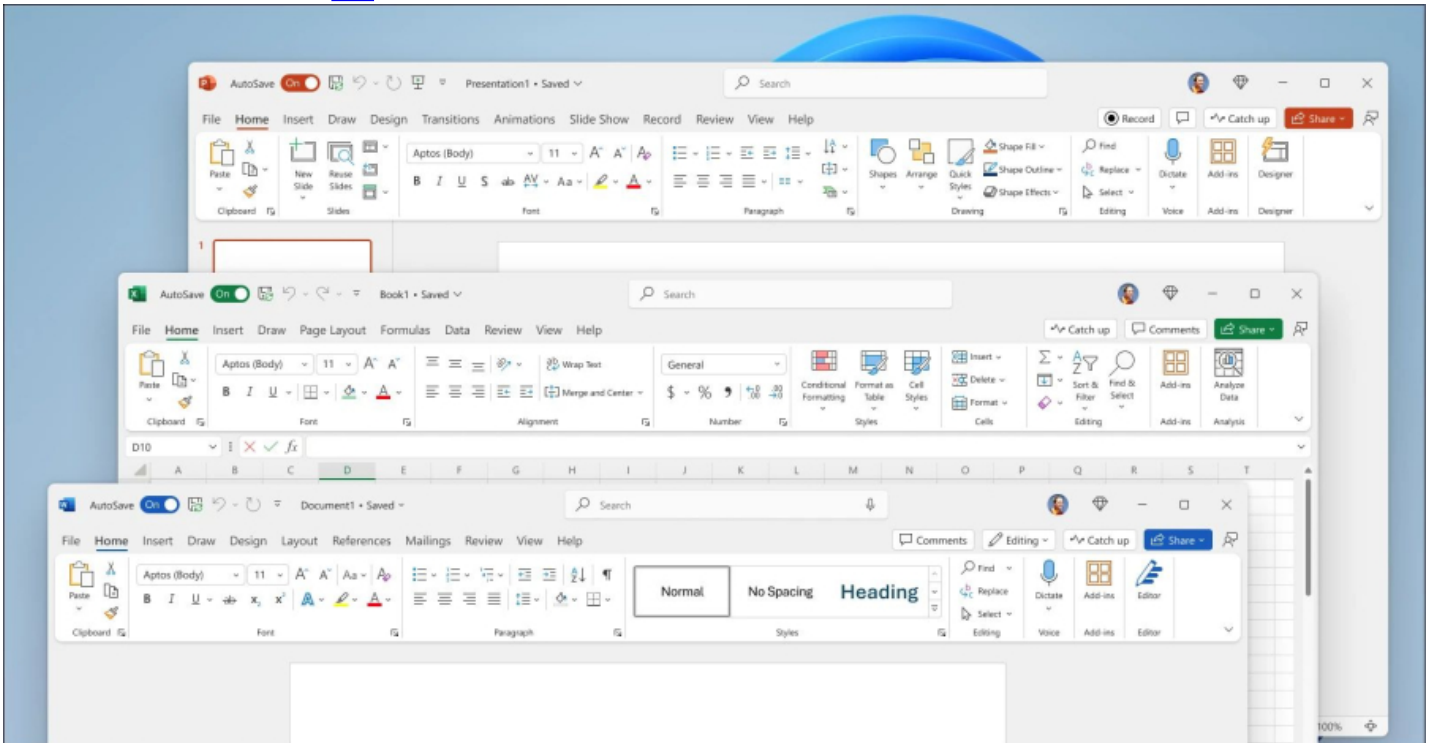 AutoSave On Presentation1 • Saved Search
File Home Insert Draw Design Transitions Animations Slide Show Record Review View Help Record Catch up Share
Paste New Slide Reuse Slides Aptos (Body) 11 Shapes Arrange Quick Styles Shape Fill Shape Outline Shape Effects Find Replace Select Dictate Add-ins Designer
B I U S ab AV Aa A
Clipboard Slides Font Paragraph Drawing Editing Voice Add-ins Designer
1
AutoSave On Book1 • Saved Search
File Home Insert Draw Page Layout Formulas Data Review View Help Catch up Comments Share
Paste Aptos (Body) 11 A A Wrap Text General Conditional Formatting Format as Table Cell Styles Insert Delete Format Sort & Filter Find & Select Add-ins Analyze Data
B I U A Merge and Center $ % 9
Clipboard Font Alignment Number Styles Cells Editing Add-ins Analysis
D10 fx
A B C D E F G H I J K L M N O P Q R S T
AutoSave On Document1 • Saved Search
File Home Insert Draw Design Layout References Mailings Review View Help Comments Editing Catch up Share
Paste Aptos (Body) 11 A A Aa A Normal No Spacing Heading Find Replace Select Dictate Add-ins Editor
B I U ab x₂ x² A A
Clipboard Font Paragraph Styles Editing Voice Add-ins Editor
100%